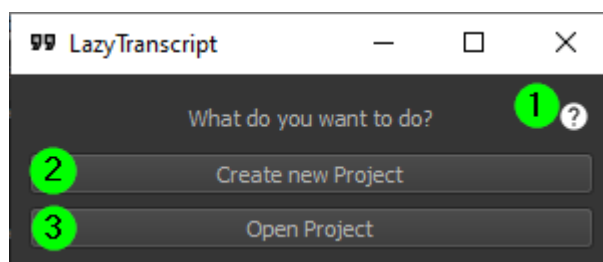 LazyTranscript
1
What do you want to do? ?
2 Create new Project
3 Open Project